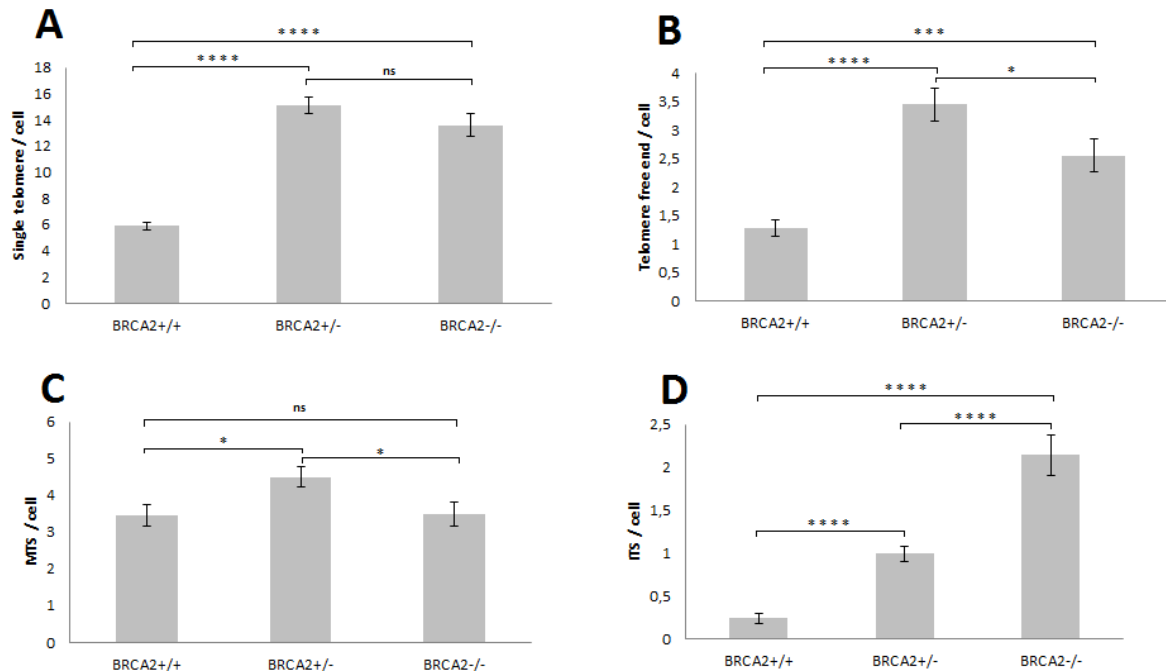 A
* * * *
* * * *
ns
18
16
14
12
10
8
6
4
2
0
Single telomere / cell
BRCA2+/+ BRCA2+/- BRCA2-/-
B
* * *
* * * *
*
4
3,5
3
2,5
2
1,5
1
0,5
0
Telomere free end / cell
BRCA2+/+ BRCA2+/- BRCA2-/-
C
ns
*
*
6
5
4
3
2
1
0
MTS / cell
BRCA2+/+ BRCA2+/- BRCA2-/-
D
* * * *
* * * *
* * * *
2,5
2
1,5
1
0,5
0
ITS / cell
BRCA2+/+ BRCA2+/- BRCA2-/-